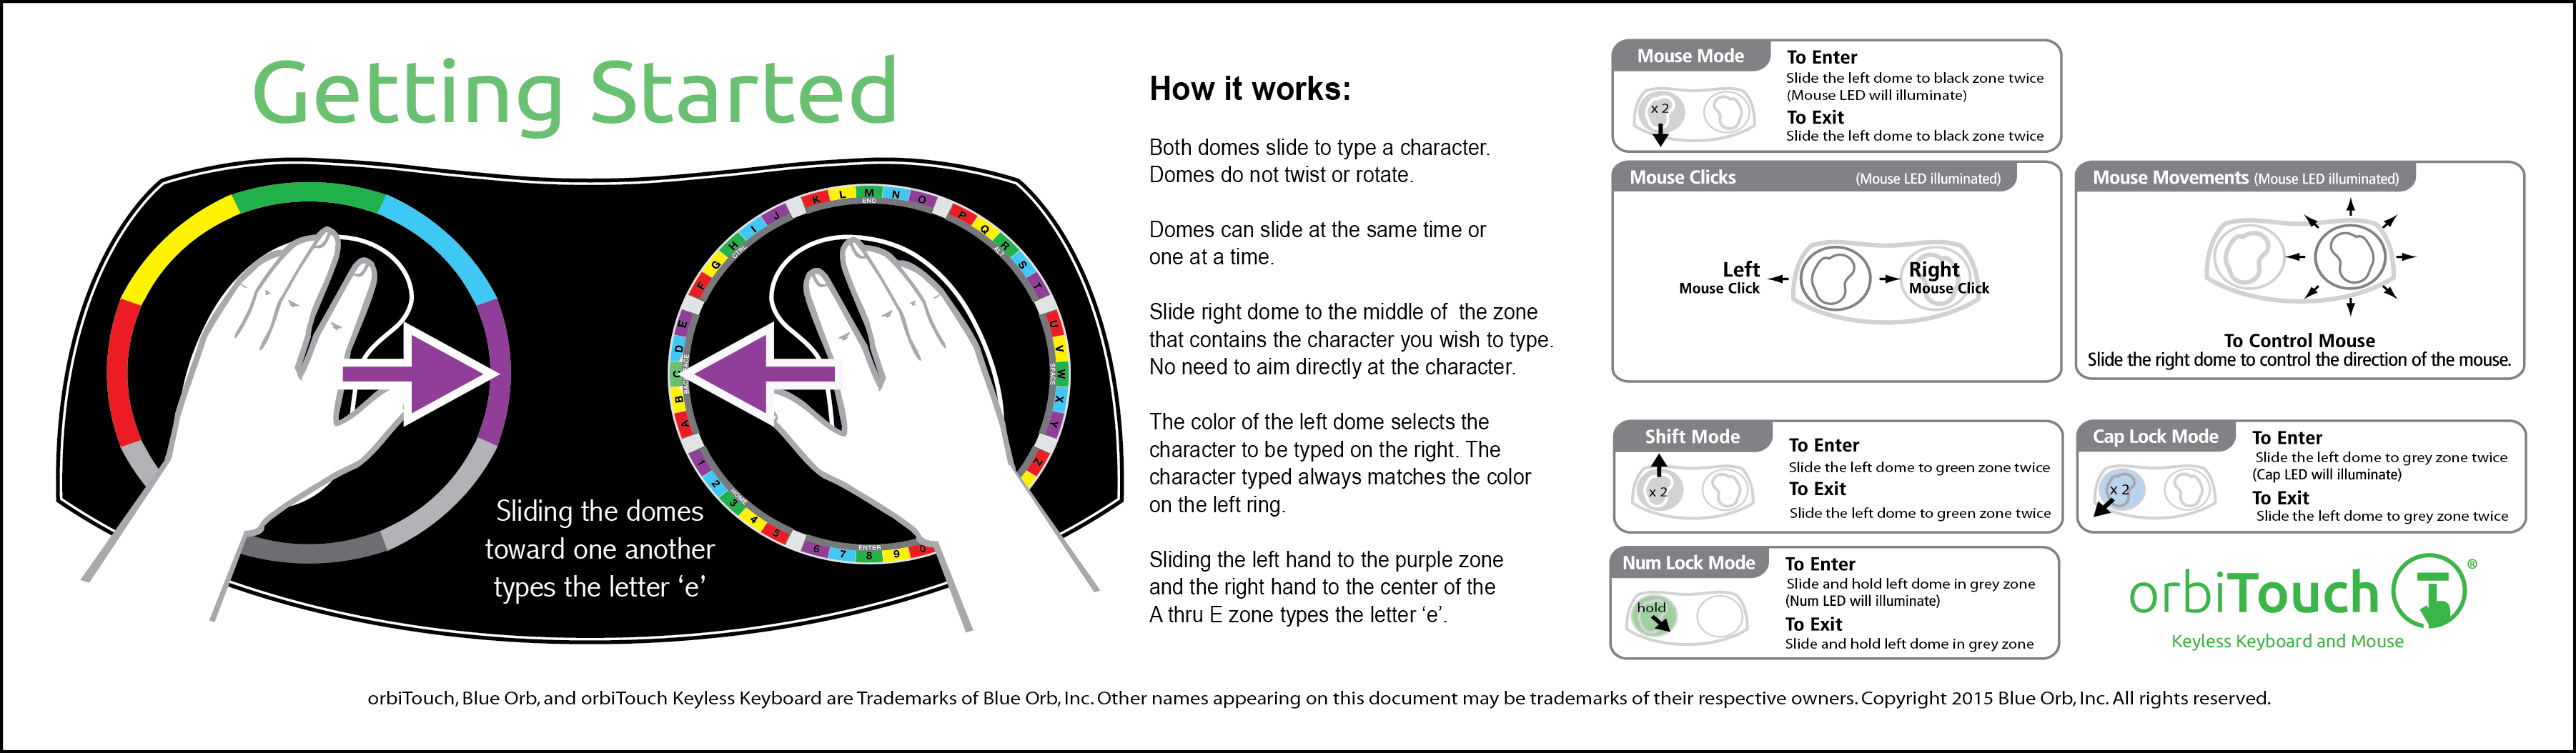 Getting Started
K L M N O
END
P Q R S T
ALT
F G H I J
CTRL
A B C D E
BACKSPACE
U V W X Y
SPACE
Z
1 2 3 4 5
HOME
6 7 8 9 0
ENTER
Sliding the domes
toward one another
types the letter ‘e’
How it works:
Both domes slide to type a character.
Domes do not twist or rotate.
Domes can slide at the same time or
one at a time.
Slide right dome to the middle of the zone
that contains the character you wish to type.
No need to aim directly at the character.
The color of the left dome selects the
character to be typed on the right. The
character typed always matches the color
on the left ring.
Sliding the left hand to the purple zone
and the right hand to the center of the
A thru E zone types the letter ‘e’.
Mouse Mode
x 2
To Enter
Slide the left dome to black zone twice
(Mouse LED will illuminate)
To Exit
Slide the left dome to black zone twice
Mouse Clicks (Mouse LED illuminated)
Left
Mouse Click
Right
Mouse Click
Mouse Movements (Mouse LED illuminated)
To Control Mouse
Slide the right dome to control the direction of the mouse.
Shift Mode
x 2
To Enter
Slide the left dome to green zone twice
To Exit
Slide the left dome to green zone twice
Cap Lock Mode
x 2
To Enter
Slide the left dome to grey zone twice
(Cap LED will illuminate)
To Exit
Slide the left dome to grey zone twice
Num Lock Mode
hold
To Enter
Slide and hold left dome in grey zone
(Num LED will illuminate)
To Exit
Slide and hold left dome in grey zone
orbiTouch ®
Keyless Keyboard and Mouse
orbiTouch, Blue Orb, and orbiTouch Keyless Keyboard are Trademarks of Blue Orb, Inc. Other names appearing on this document may be trademarks of their respective owners. Copyright 2015 Blue Orb, Inc. All rights reserved.